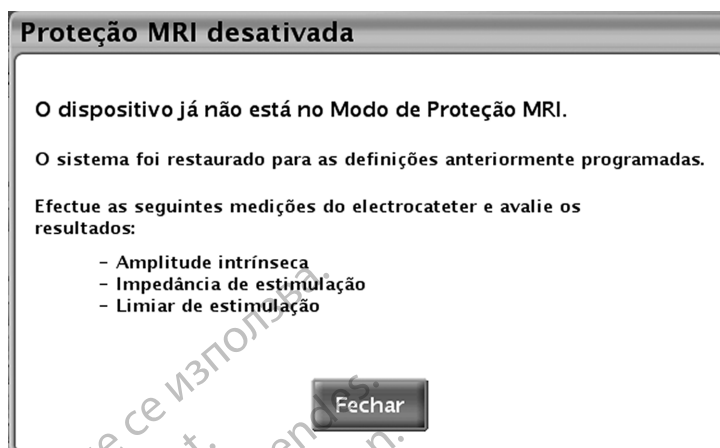 Proteção MRI desativada
O dispositivo já não está no Modo de Proteção MRI.
O sistema foi restaurado para as definições anteriormente programadas.
Efectue as seguintes medições do electrocateter e avalie os
resultados:
- Amplitude intrínseca
- Impedância de estimulação
- Limiar de estimulação
Fechar